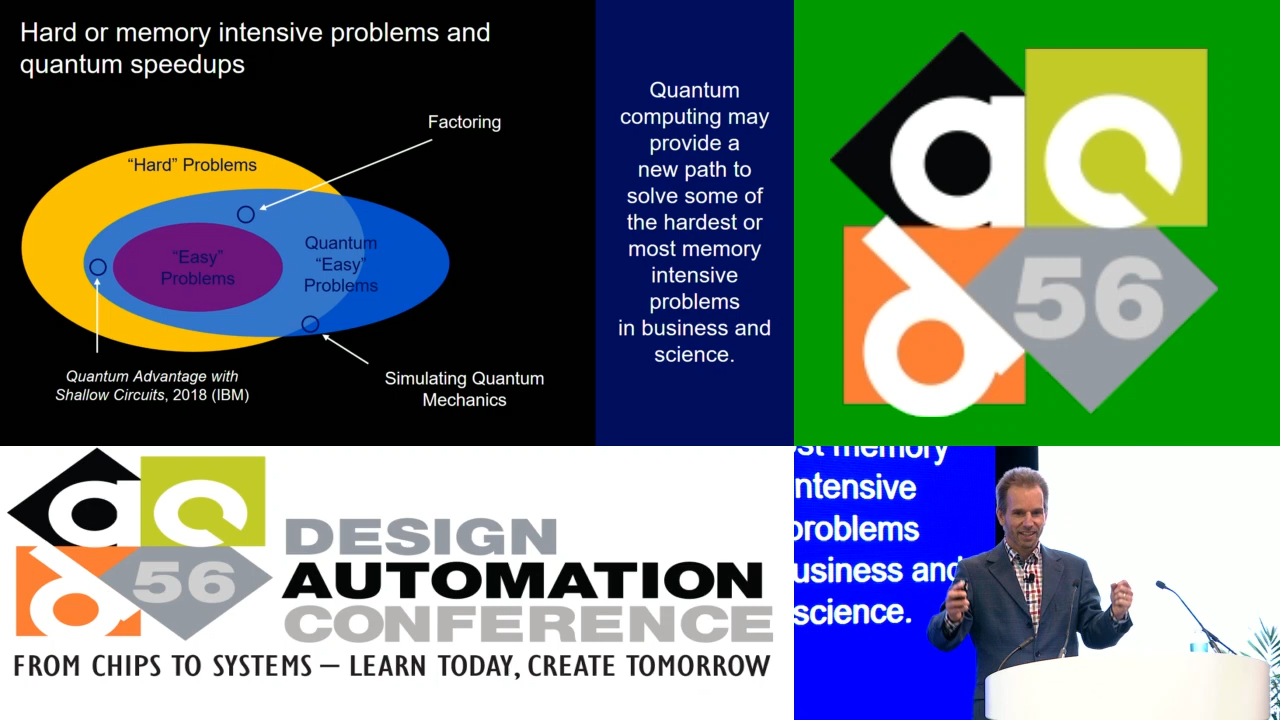 Hard or memory intensive problems and
quantum speedups
Factoring
“Hard” Problems
“Easy”
Problems
Quantum
“Easy”
Problems
Quantum Advantage with
Shallow Circuits, 2018 (IBM)
Simulating Quantum
Mechanics
Quantum
computing may
provide a
new path to
solve some of
the hardest or
most memory
intensive
problems
in business and
science.
dac
56
dac
56
DESIGN
AUTOMATION
CONFERENCE
FROM CHIPS TO SYSTEMS — LEARN TODAY, CREATE TOMORROW
st memory
ntensive
problems
usiness and
science.